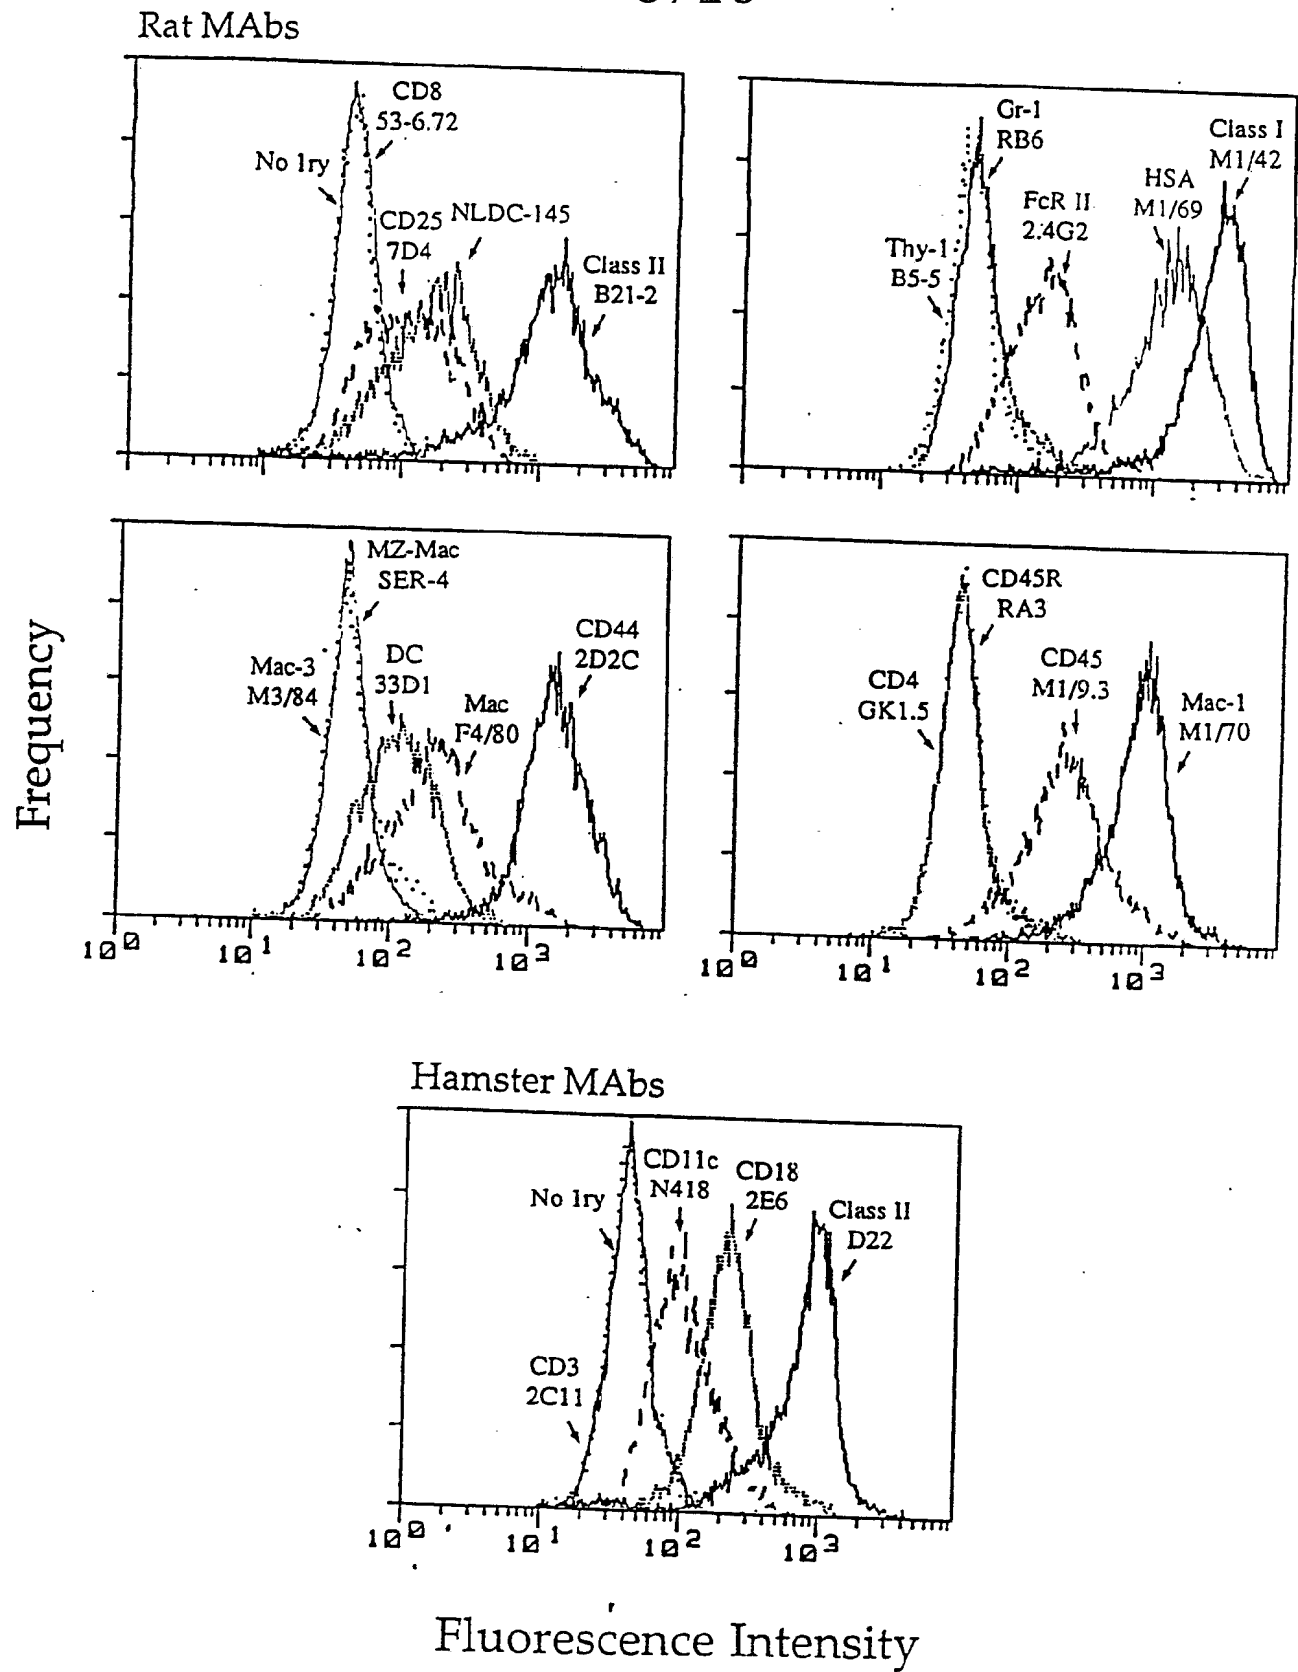 Rat MAbs
CD8
53-6.72
No 1ry
CD25
7D4
NLDC-145
Class II
B21-2
Gr-1
RB6
Class I
M1/42
HSA
M1/69
FcR II
2.4G2
Thy-1
B5-5
MZ-Mac
SER-4
Mac-3
M3/84
DC
33D1
Mac
F4/80
CD44
2D2C
CD45R
RA3
CD4
GK1.5
CD45
M1/9.3
Mac-1
M1/70
Frequency
10⁰ 10¹ 10² 10³
10⁰ 10¹ 10² 10³
Hamster MAbs
No 1ry
CD11c
N418
CD18
2E6
Class II
D22
CD3
2C11
10⁰ 10¹ 10² 10³
Fluorescence Intensity